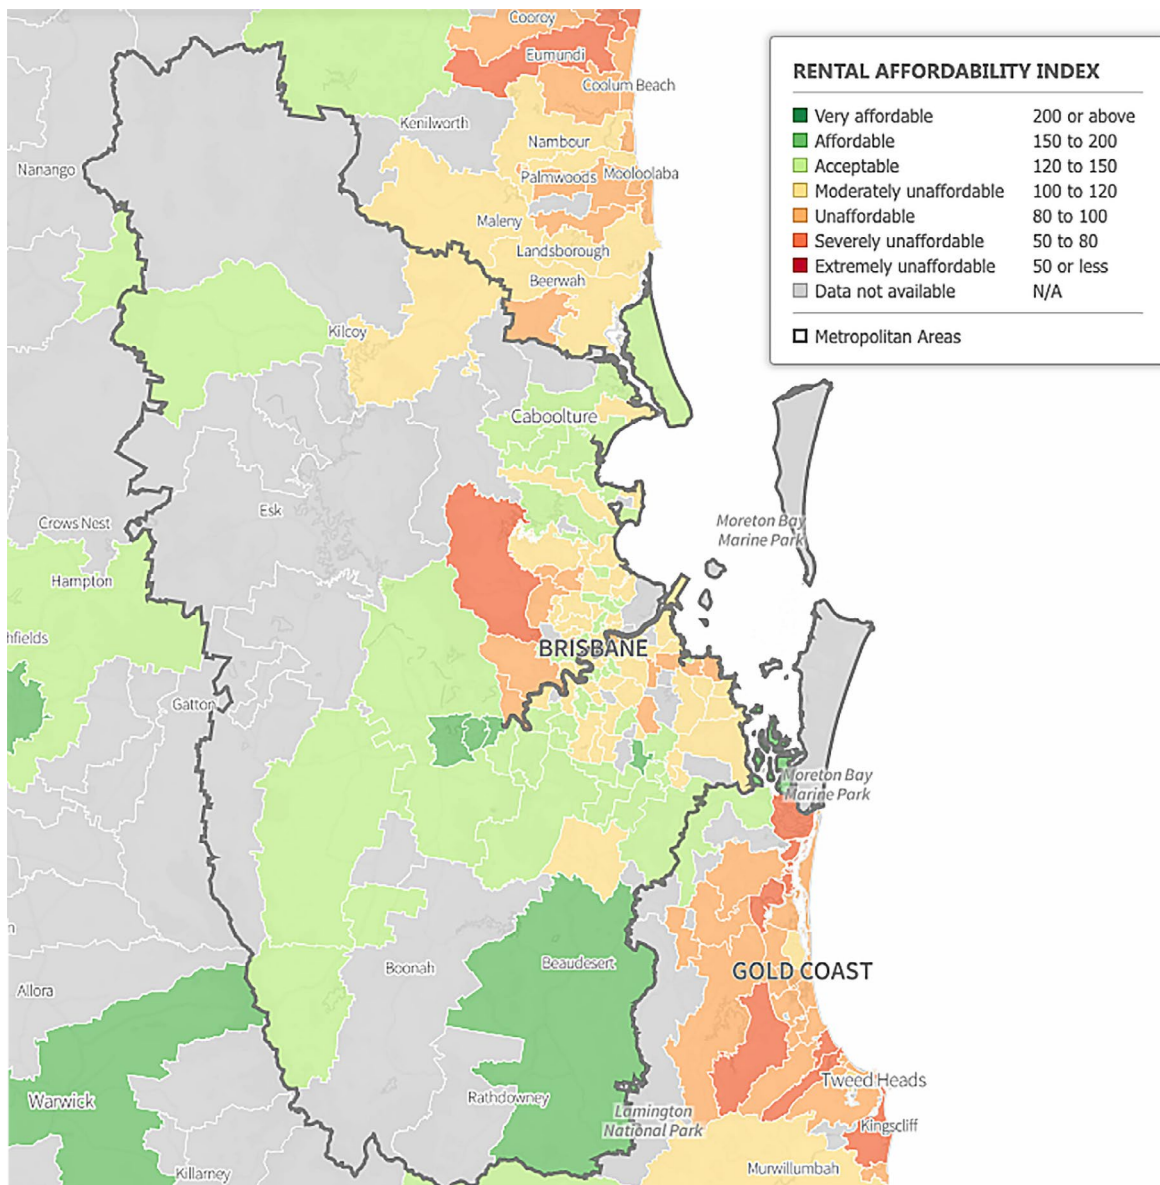 Cooroy
Eumundi
Coolum Beach
Kenilworth
Nambour
Nanango
Palmwoods
Mooloolaba
Maleny
Landsborough
Beerwah
Kilcoy
Caboolture
Esk
Crows Nest
Moreton Bay
Marine Park
Hampton
hfields
BRISBANE
Gatton
Moreton Bay
Marine Park
n
Boonah
Beaudesert
GOLD COAST
Allora
Warwick
Rathdowney
Lamington
National Park
Tweed Heads
Kingscliff
Killarney
Murwillumbah
RENTAL AFFORDABILITY INDEX
Very affordable 200 or above
Affordable 150 to 200
Acceptable 120 to 150
Moderately unaffordable 100 to 120
Unaffordable 80 to 100
Severely unaffordable 50 to 80
Extremely unaffordable 50 or less
Data not available N/A
Metropolitan Areas